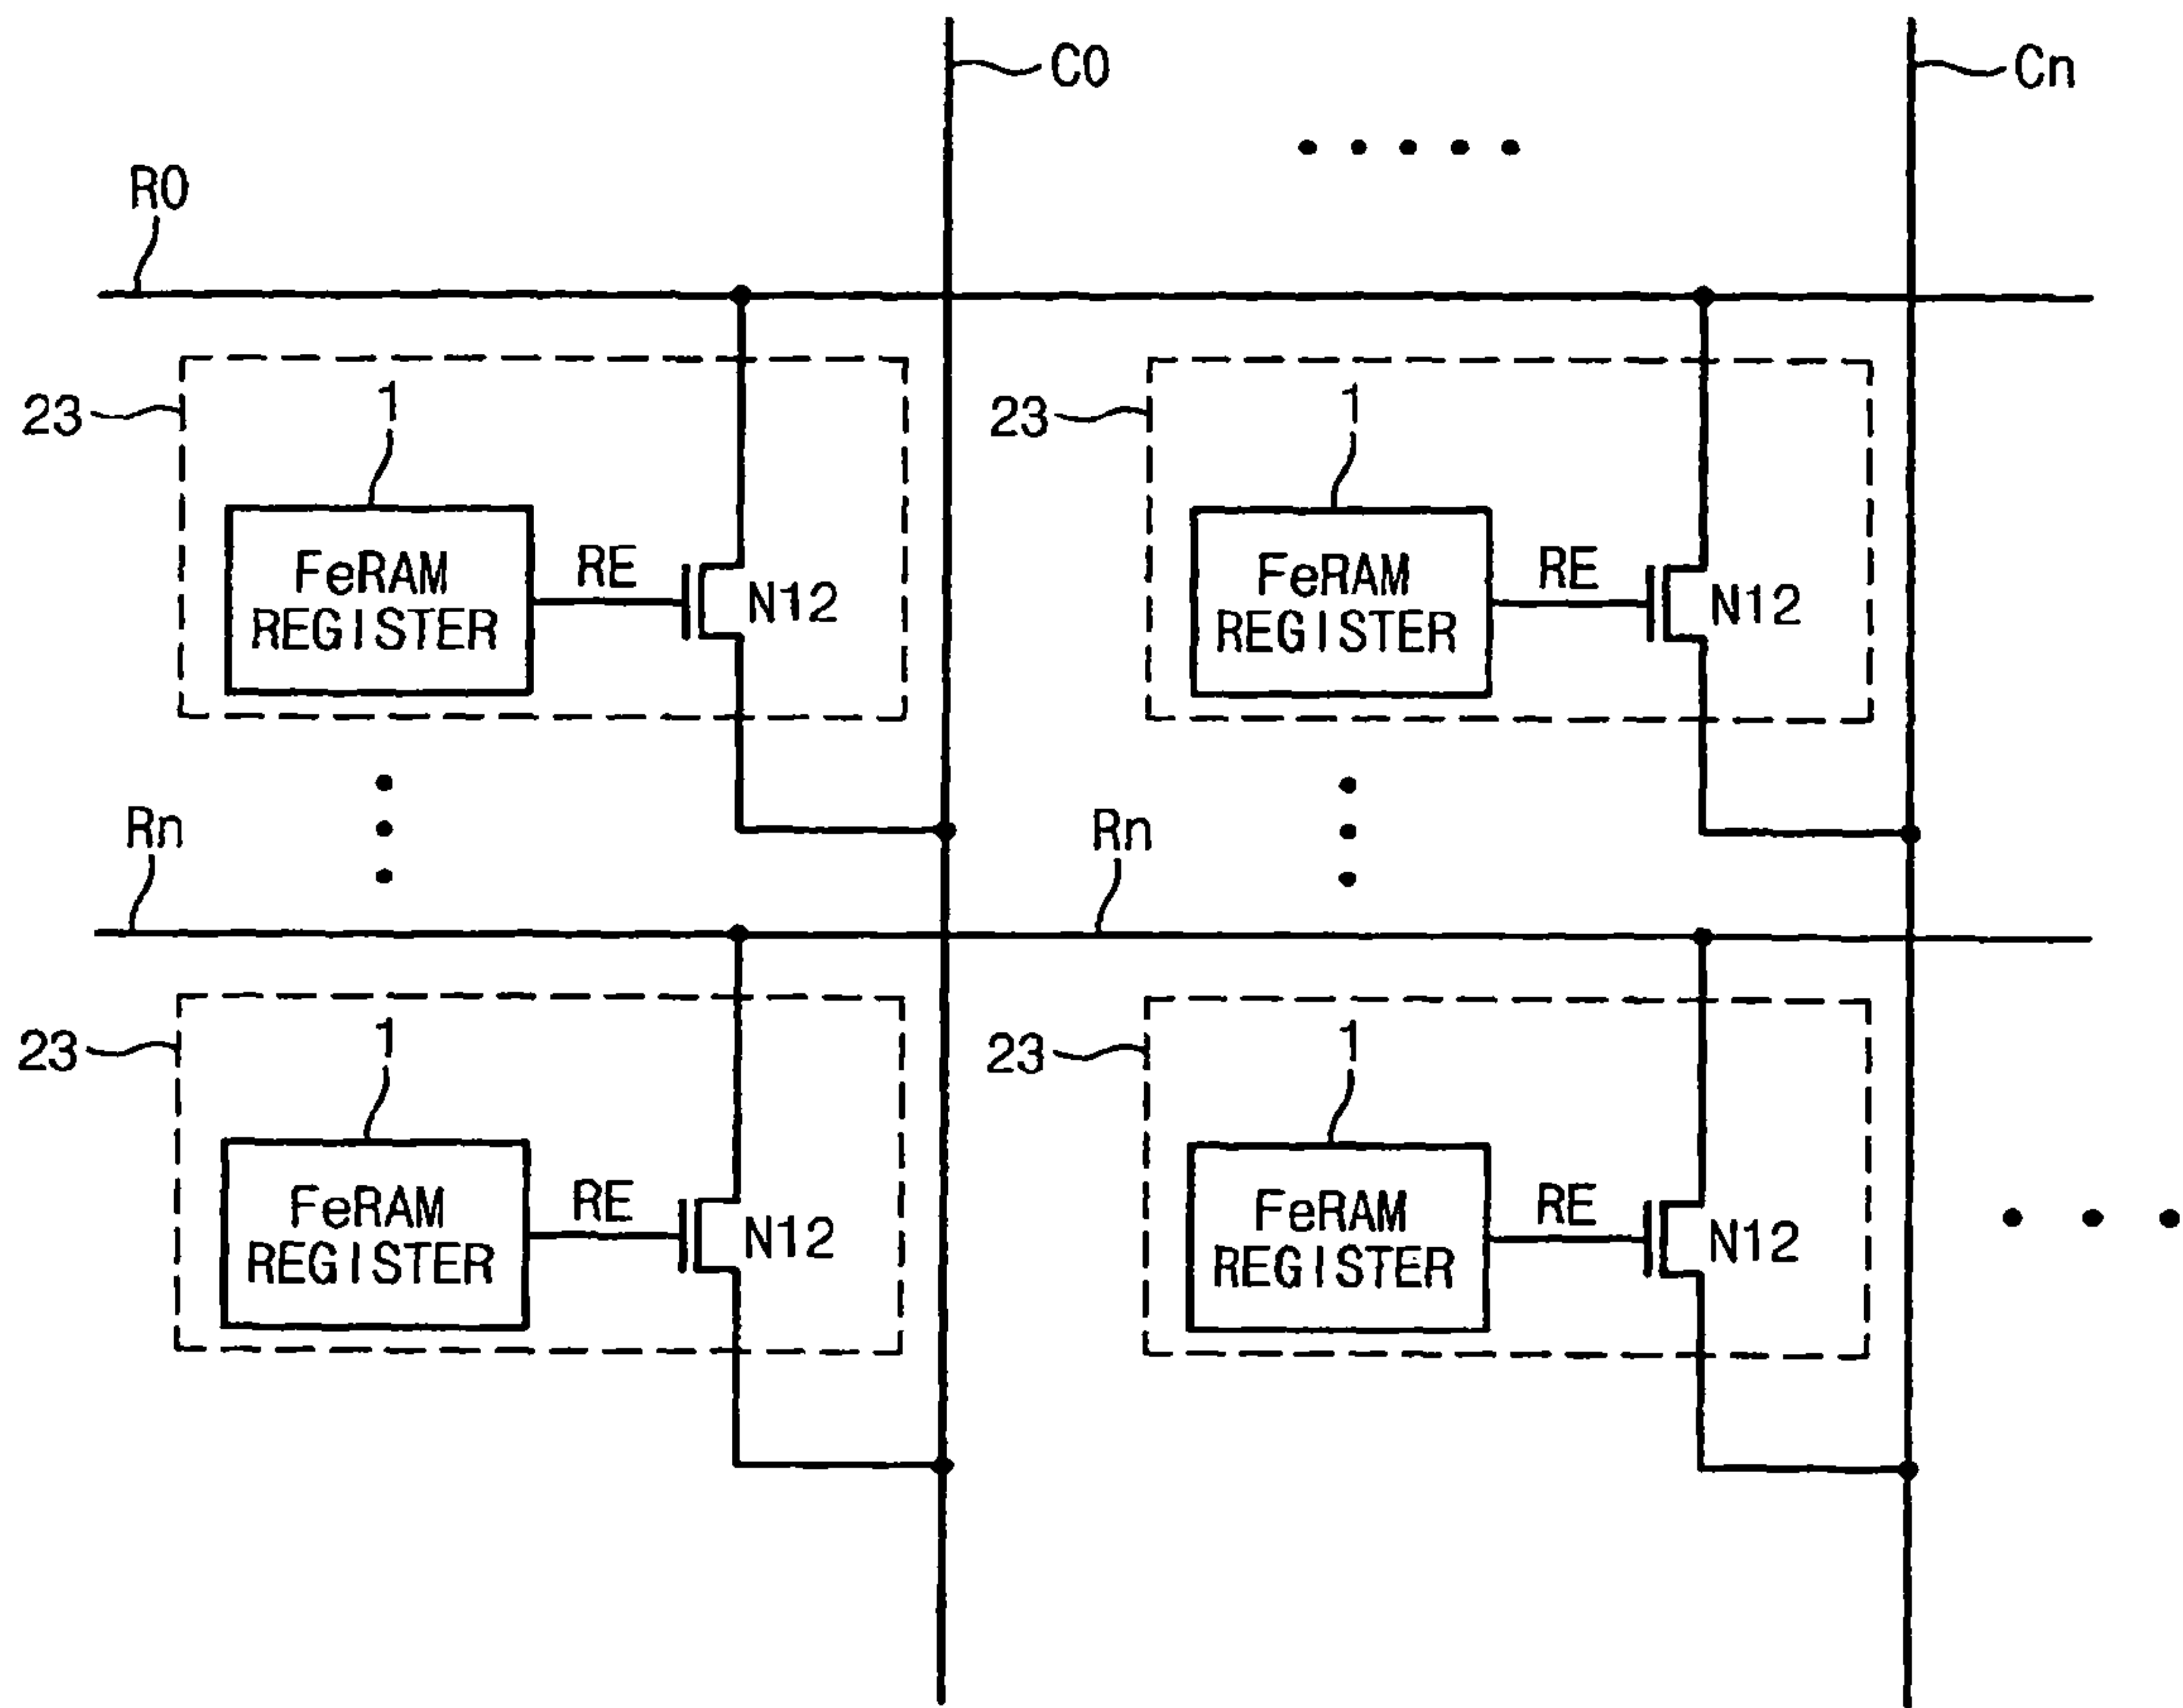 C0
Cn
R0
23
1
23
1
FeRAM
REGISTER
RE
N12
FeRAM
REGISTER
RE
N12
Rn
Rn
23
1
23
1
FeRAM
REGISTER
RE
N12
FeRAM
REGISTER
RE
N12